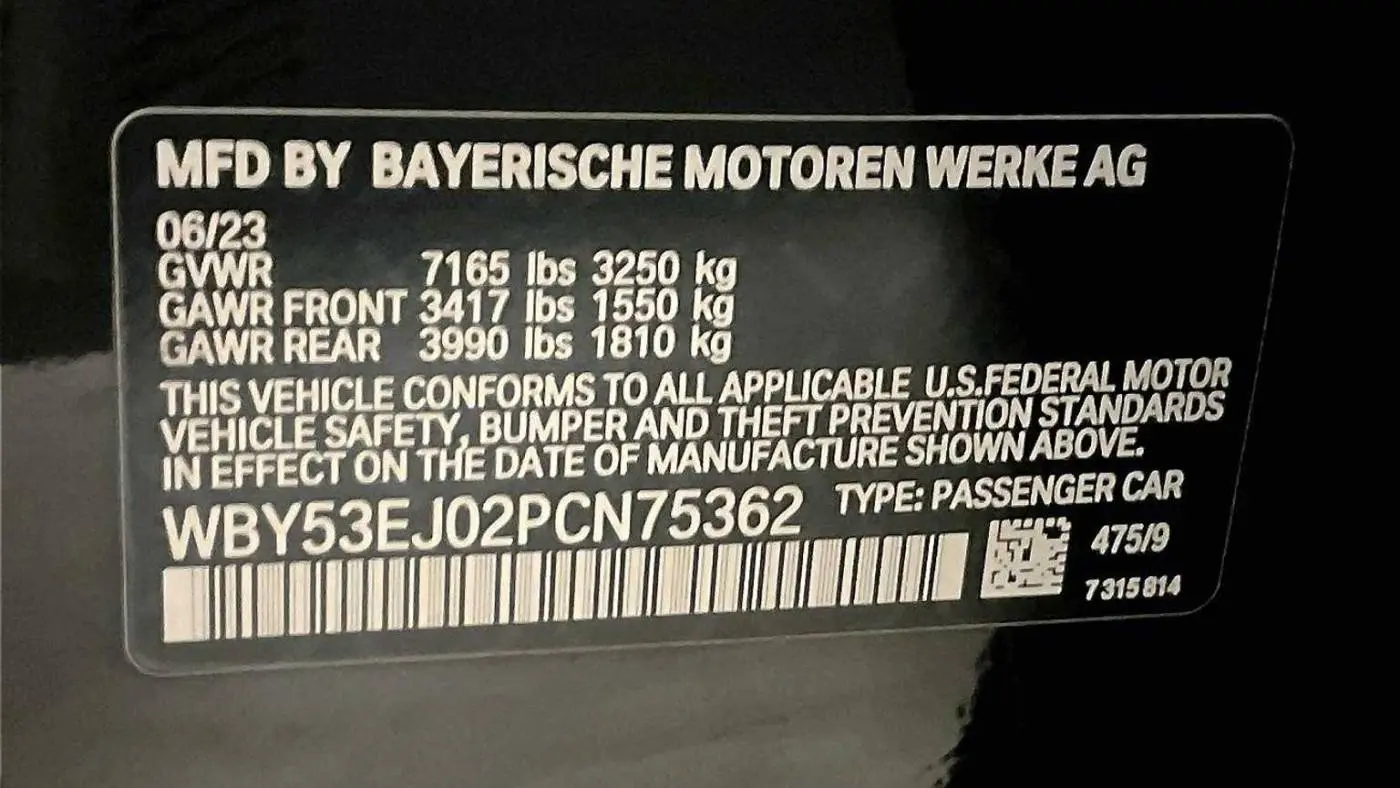 MFD BY BAYERISCHE MOTOREN WERKE AG
06/23
GVWR 7165 lbs 3250 kg
GAWR FRONT 3417 lbs 1550 kg
GAWR REAR 3990 lbs 1810 kg
THIS VEHICLE CONFORMS TO ALL APPLICABLE U.S.FEDERAL MOTOR
VEHICLE SAFETY, BUMPER AND THEFT PREVENTION STANDARDS
IN EFFECT ON THE DATE OF MANUFACTURE SHOWN ABOVE.
WBY53EJ02PCN75362 TYPE: PASSENGER CAR
475/9
7315814